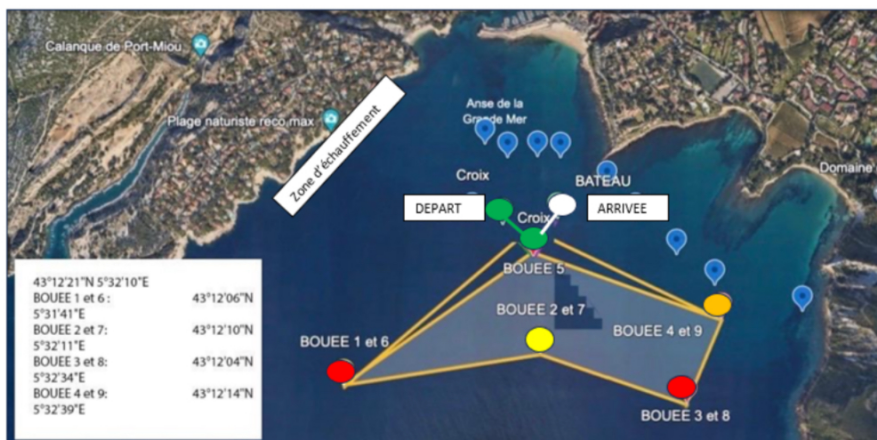 Calanque de Port-Miou
Plage naturiste reco max
Zone d'échauffement
Anse de la
Grande Mer
Croix
BATEAU
Domaine
DEPART
Croix
ARRIVEE
BOUEE 5
BOUEE 2 et 7
BOUEE 4 et 9
BOUEE 1 et 6
BOUEE 3 et 8
43°12'21"N 5°32'10"E
BOUEE 1 et 6 : 43°12'06"N
5°31'41"E
BOUEE 2 et 7: 43°12'10"N
5°32'11"E
BOUEE 3 et 8: 43°12'04"N
5°32'34"E
BOUEE 4 et 9: 43°12'14"N
5°32'39"E